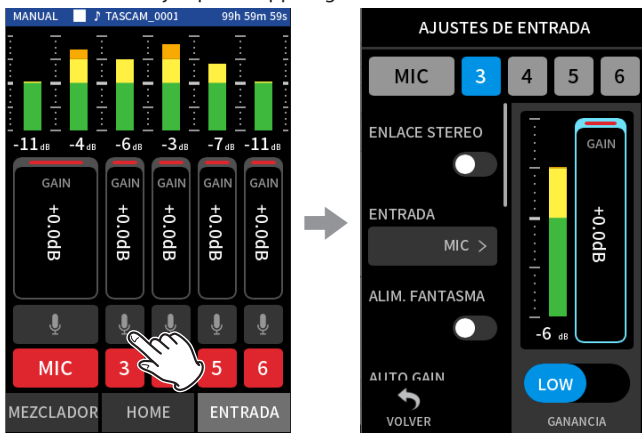 MANUAL TASCAM_0001 99h 59m 59s
-11 dB -4 dB -6 dB -3 dB -7 dB -11 dB
GAIN GAIN GAIN GAIN GAIN
+0.0dB +0.0dB +0.0dB +0.0dB +0.0dB
MIC 3 5 6
MEZCLADOR HOME ENTRADA
AJUSTES DE ENTRADA
MIC 3 4 5 6
ENLACE STEREO
ENTRADA
MIC >
ALIM. FANTASMA
AUTO GAIN
VOLVER
GAIN
+0.0dB
-6 dB
LOW
GANANCIA